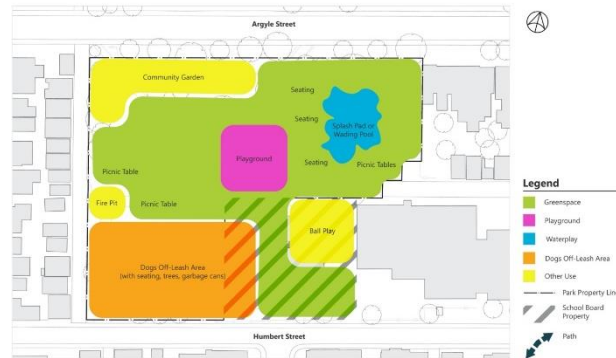 Argyle Street
Community Garden
Seating
Seating
Splash Pad or
Wading Pool
Playground
Seating
Picnic Tables
Picnic Table
Fire Pit
Picnic Table
Ball Play
Dogs Off-Leash Area
(with seating, trees, garbage cans)
Humbert Street
Legend
Greenspace
Playground
Waterplay
Dogs Off-Leash Area
Other Use
Park Property Line
School Board
Property
Path